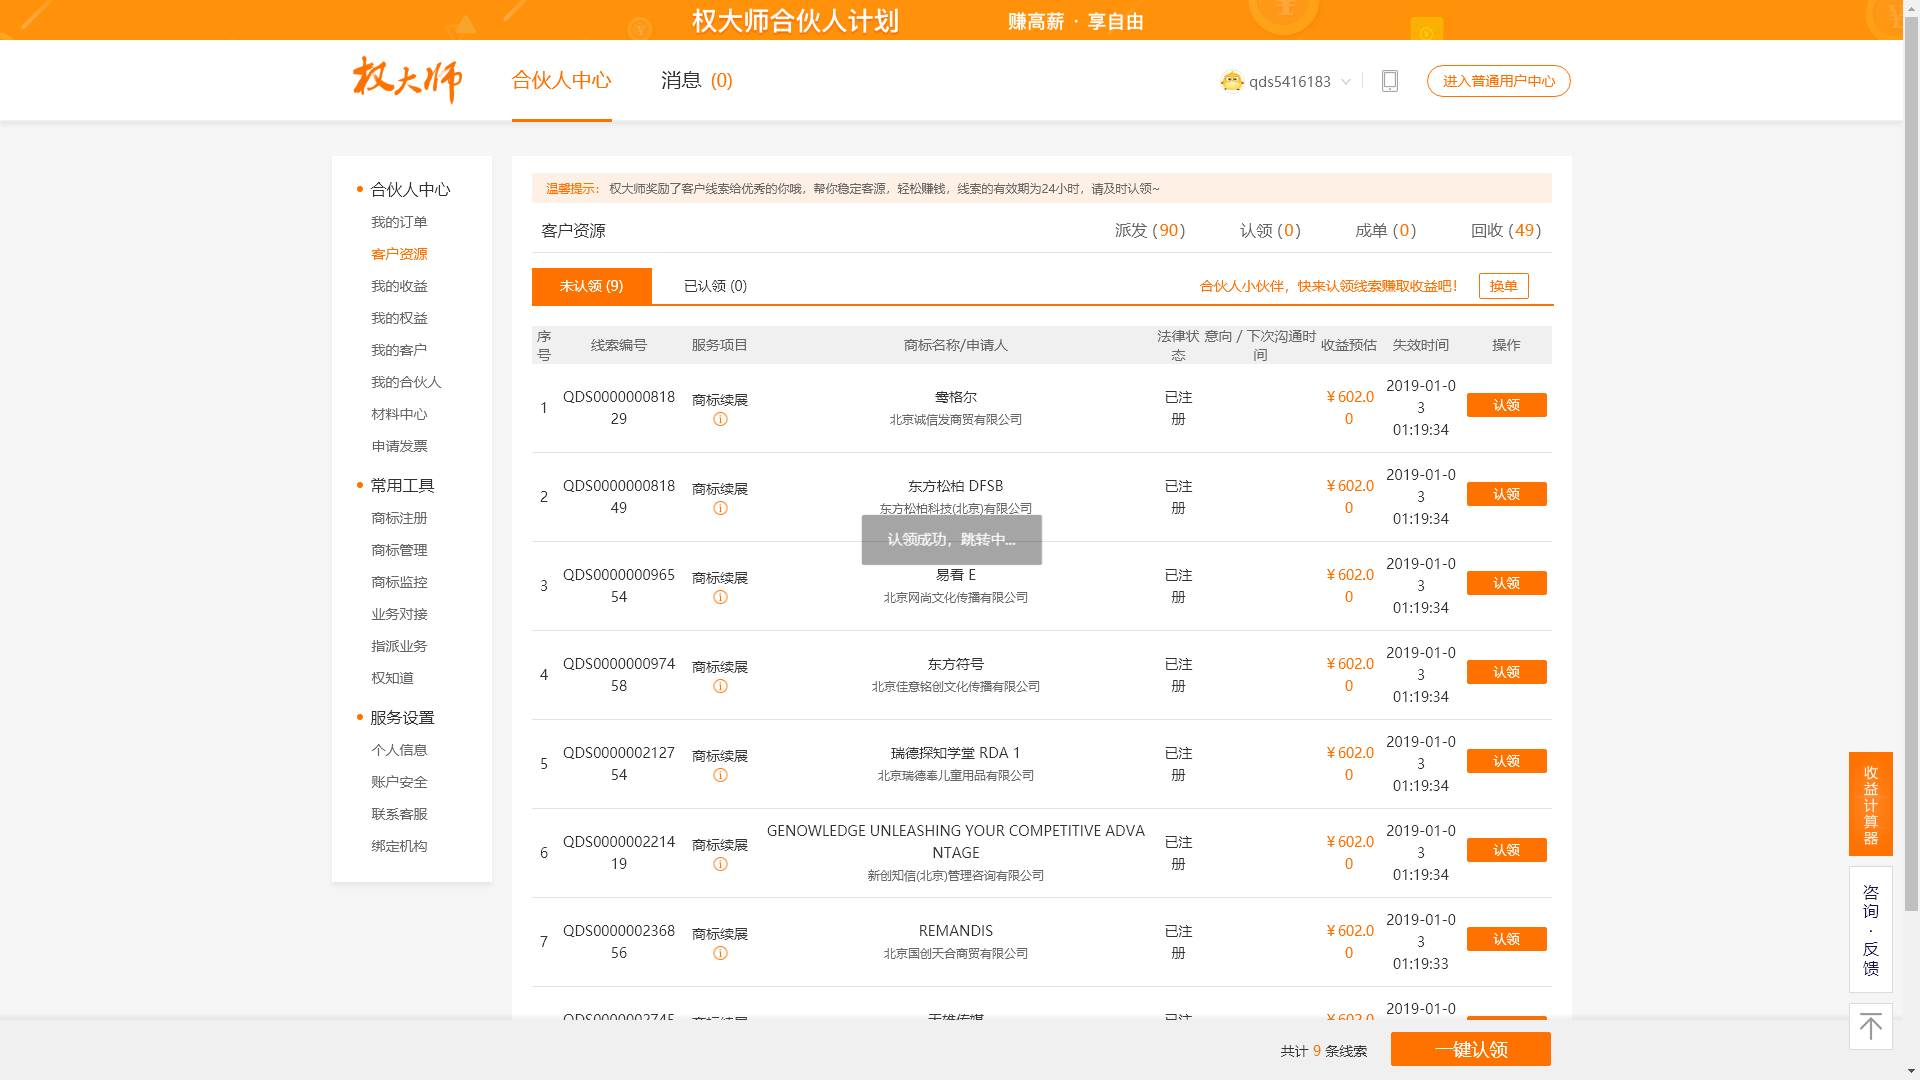 权大师合伙人计划 赚高薪 · 享自由
权大师 合伙人中心 消息 (0) qds5416183 进入普通用户中心
合伙人中心
我的订单
客户资源
我的收益
我的权益
我的客户
我的合伙人
材料中心
申请发票
常用工具
商标注册
商标管理
商标监控
业务对接
指派业务
权知道
服务设置
个人信息
账户安全
联系客服
绑定机构
温馨提示： 权大师奖励了客户线索给优秀的你哦，帮你稳定客源，轻松赚钱，线索的有效期为24小时，请及时认领~
客户资源 派发 (90) 认领 (0) 成单 (0) 回收 (49)
未认领 (9) 已认领 (0) 合伙人小伙伴，快来认领线索赚取收益吧！ 换单
序号 线索编号 服务项目 商标名称/申请人 法律状态 意向 / 下次沟通时间 收益预估 失效时间 操作
1 QDS000000081829 商标续展 鸯格尔 北京诚信发商贸有限公司 已注册 ￥602.00 2019-01-03 01:19:34 认领
2 QDS000000081849 商标续展 东方松柏 DFSB 东方松柏科技(北京)有限公司 已注册 ￥602.00 2019-01-03 01:19:34 认领
认领成功，跳转中...
3 QDS000000096554 商标续展 易看 E 北京网尚文化传播有限公司 已注册 ￥602.00 2019-01-03 01:19:34 认领
4 QDS000000097458 商标续展 东方符号 北京佳意铭创文化传播有限公司 已注册 ￥602.00 2019-01-03 01:19:34 认领
5 QDS000000212754 商标续展 瑞德探知学堂 RDA 1 北京瑞德奉儿童用品有限公司 已注册 ￥602.00 2019-01-03 01:19:34 认领
6 QDS000000221419 商标续展 GENOWLEDGE UNLEASHING YOUR COMPETITIVE ADVANTAGE 新创知信(北京)管理咨询有限公司 已注册 ￥602.00 2019-01-03 01:19:34 认领
7 QDS000000236856 商标续展 REMANDIS 北京国创天合商贸有限公司 已注册 ￥602.00 2019-01-03 01:19:33 认领
QDS0000002745 商标续展 已注 ￥602.0 2019-01-0
共计 9 条线索 一键认领
收益计算器
咨询·反馈